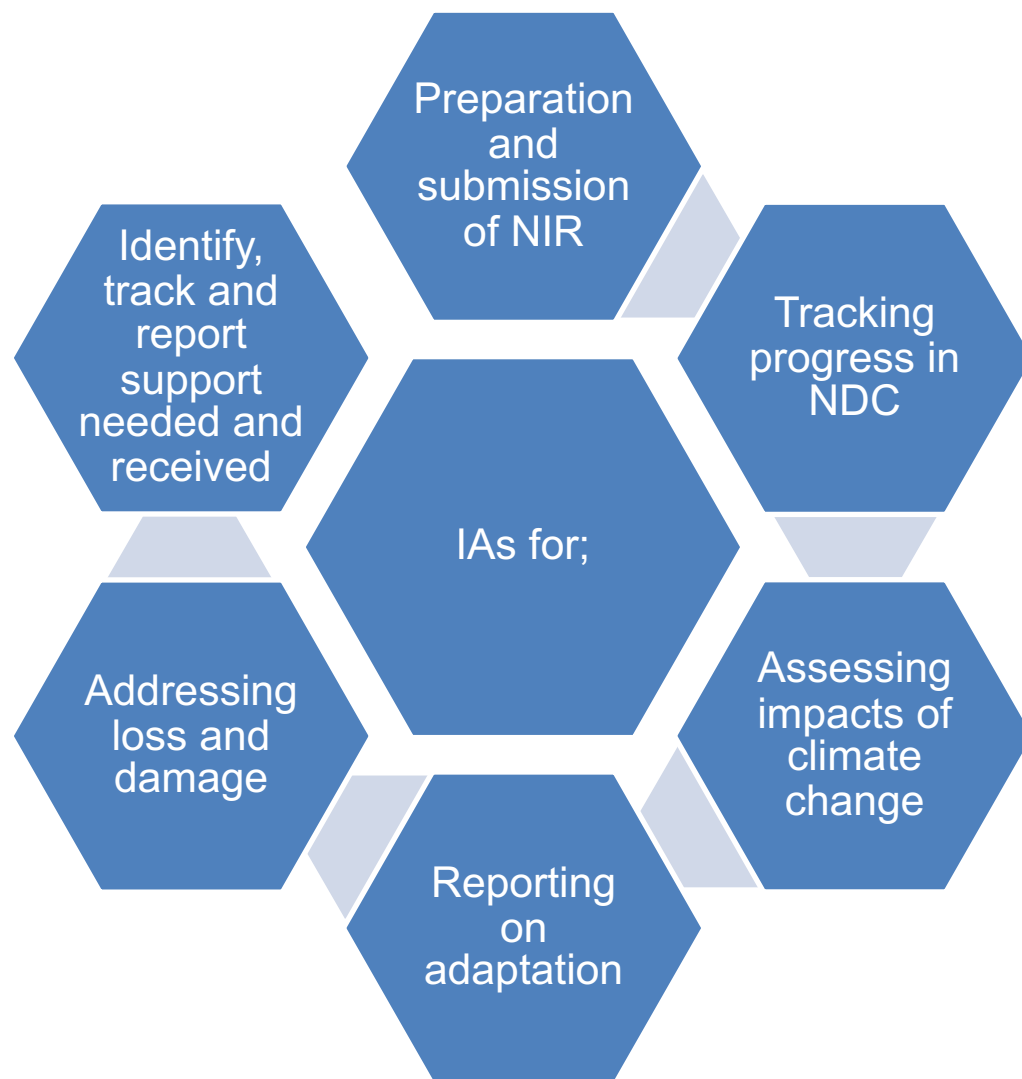 Preparation
and
submission
of NIR
Tracking
progress in
NDC
Assessing
impacts of
climate
change
Reporting
on
adaptation
Addressing
loss and
damage
Identify,
track and
report
support
needed and
received
IAs for;